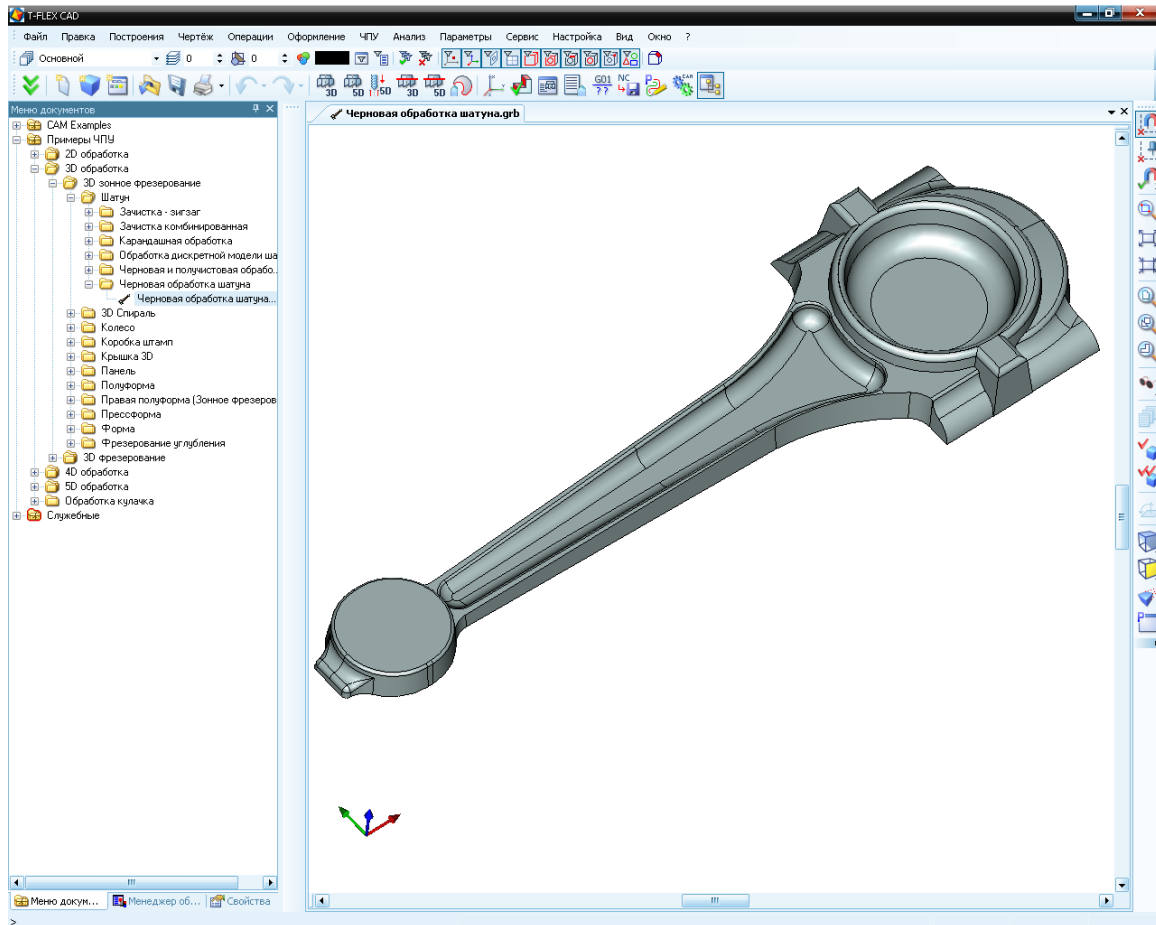 T-FLEX CAD
Файл Правка Построения Чертёж Операции Оформление ЧПУ Анализ Параметры Сервис Настройка Вид Окно ?
Основной 0 0
3D 5D 5D 3D 5D G01 ?? NC
Меню документов
Черновая обработка шатуна.grb
CAM Examples
Примеры ЧПУ
2D обработка
3D обработка
3D зонное фрезерование
Шатун
Зачистка - зигзаг
Зачистка комбинированная
Карандашная обработка
Обработка дискретной модели ша
Черновая и получистовая обрабо...
Черновая обработка шатуна
Черновая обработка шатуна...
3D Спираль
Колесо
Коробка штамп
Крышка 3D
Панель
Полуформа
Правая полуформа (Зонное фрезеров
Прессформа
Форма
Фрезерование углубления
3D фрезерование
4D обработка
5D обработка
Обработка кулачка
Служебные
Меню докум... Менеджер об... Свойства
>